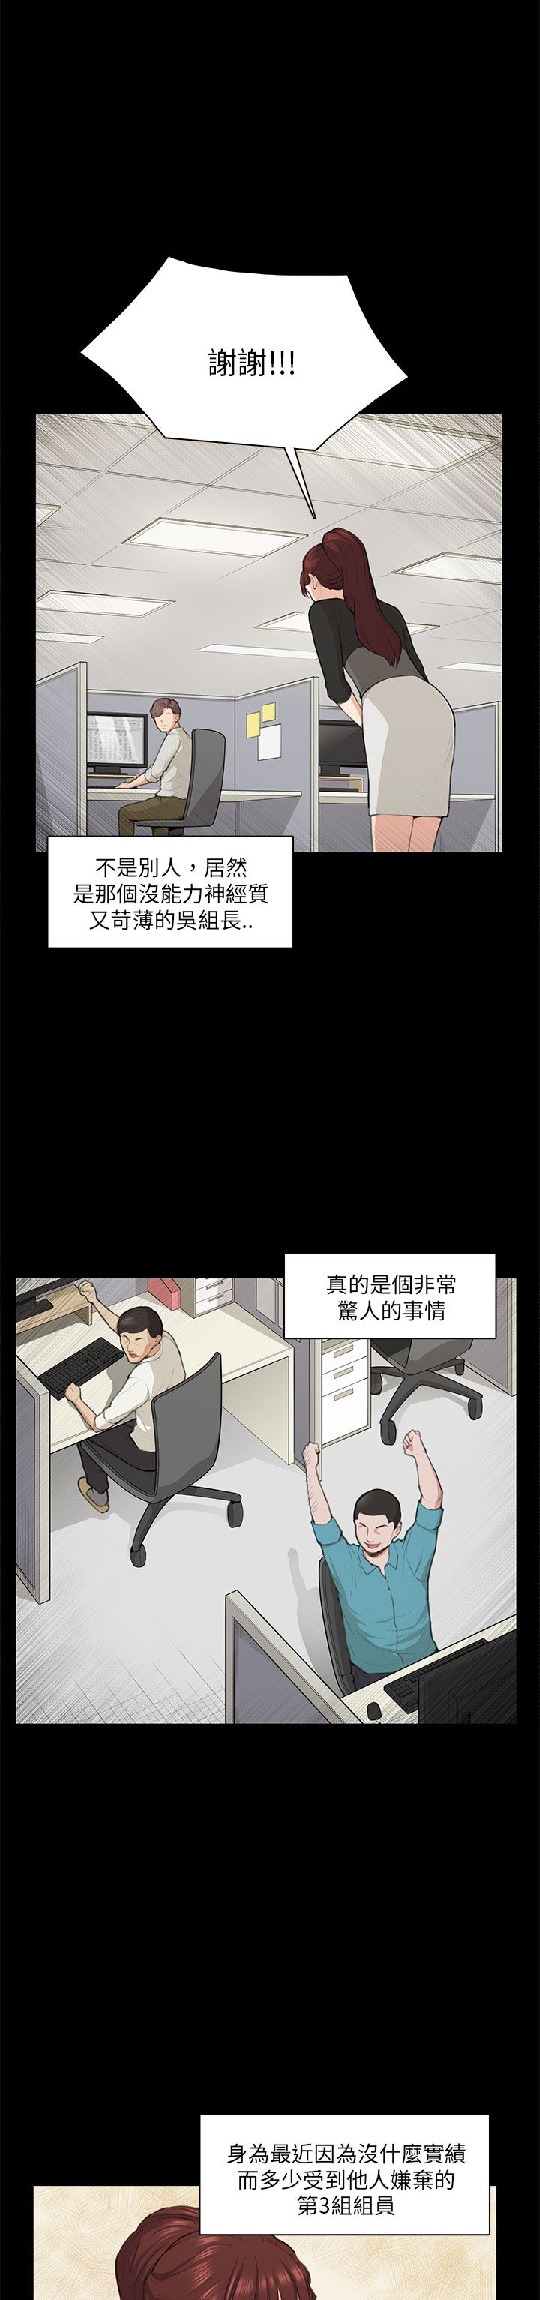 謝謝!!!
不是別人，居然
是那個沒能力神經質
又苛薄的吳組長..
真的是個非常
驚人的事情
身為最近因為沒什麼實績
而多少受到他人嫌棄的
第3組組員